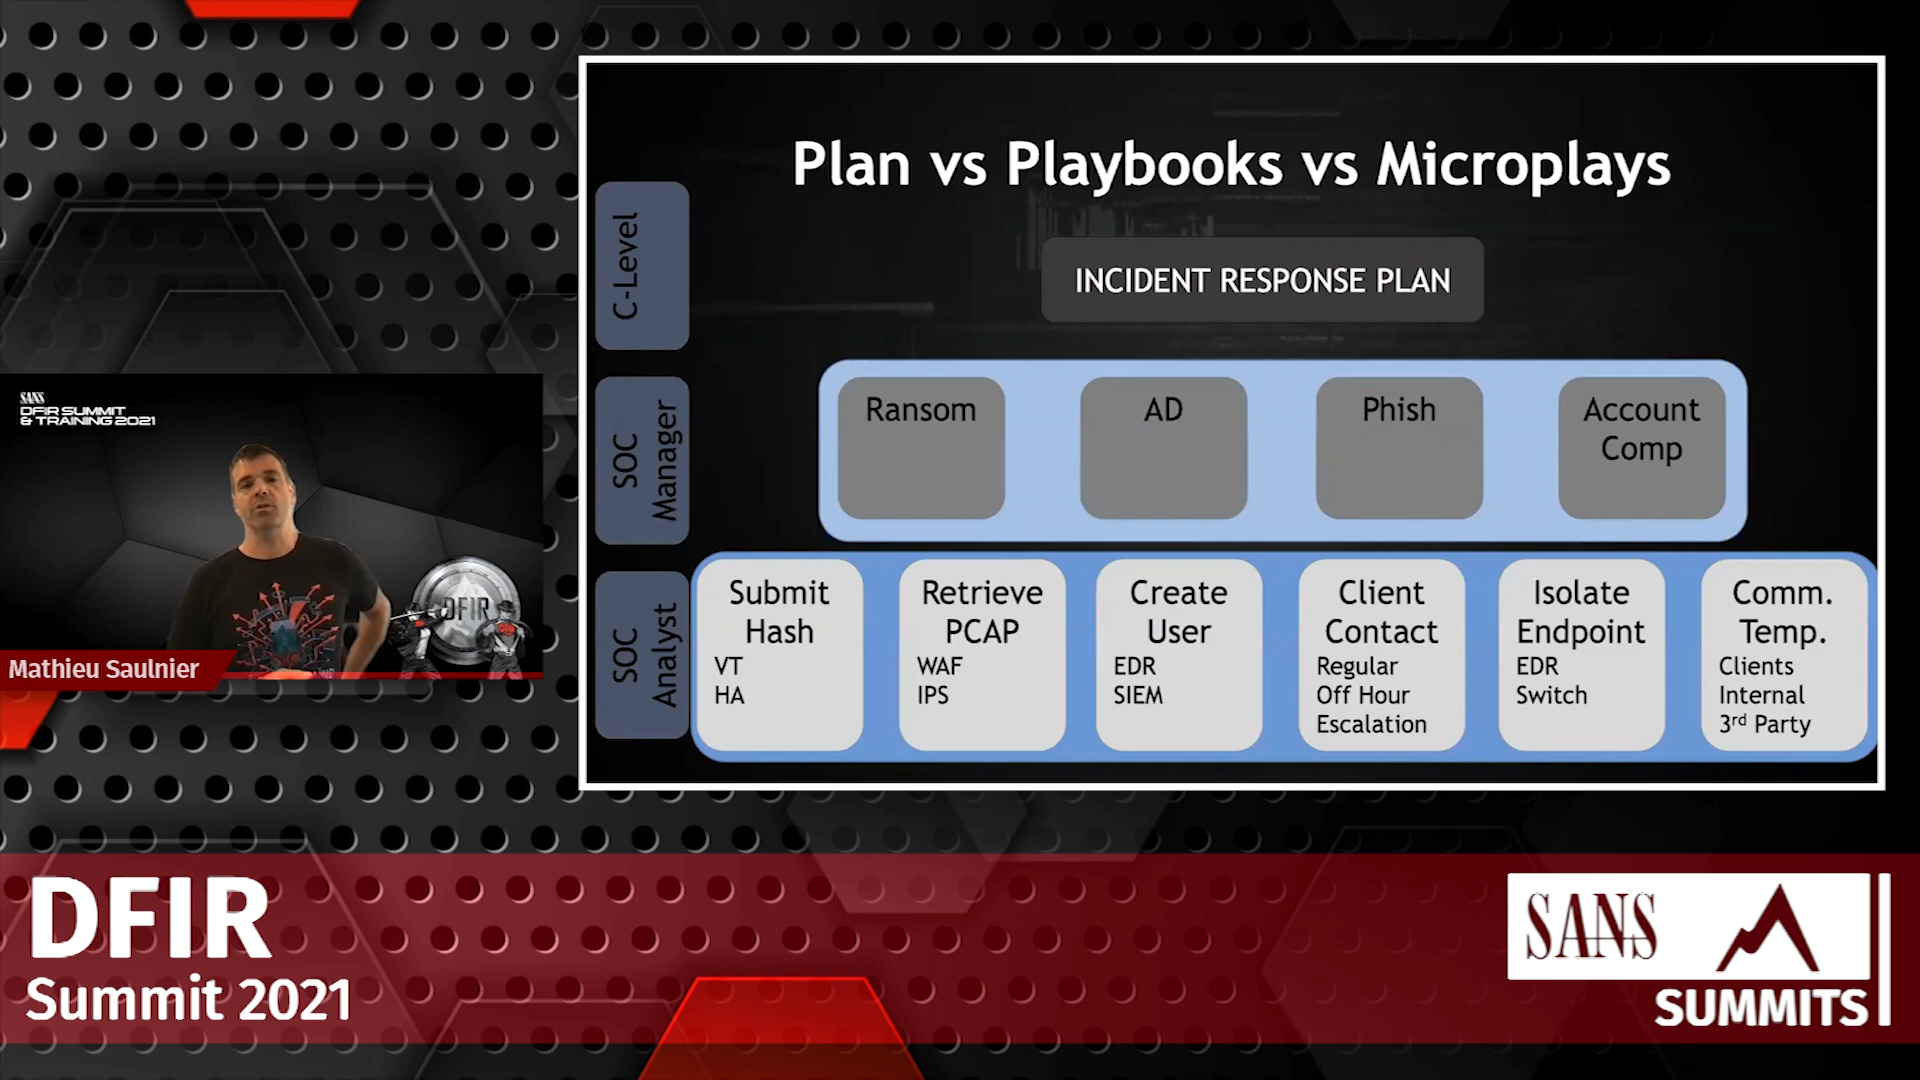 Plan vs Playbooks vs Microplays
C-Level
INCIDENT RESPONSE PLAN
SOC
Manager
Ransom
AD
Phish
Account
Comp
SOC
Analyst
Submit
Hash
VT
HA
Retrieve
PCAP
WAF
IPS
Create
User
EDR
SIEM
Client
Contact
Regular
Off Hour
Escalation
Isolate
Endpoint
EDR
Switch
Comm.
Temp.
Clients
Internal
3rd Party
SANS
DFIR SUMMIT
& TRAINING 2021
DFIR
Mathieu Saulnier
DFIR
Summit 2021
SANS
SUMMITS